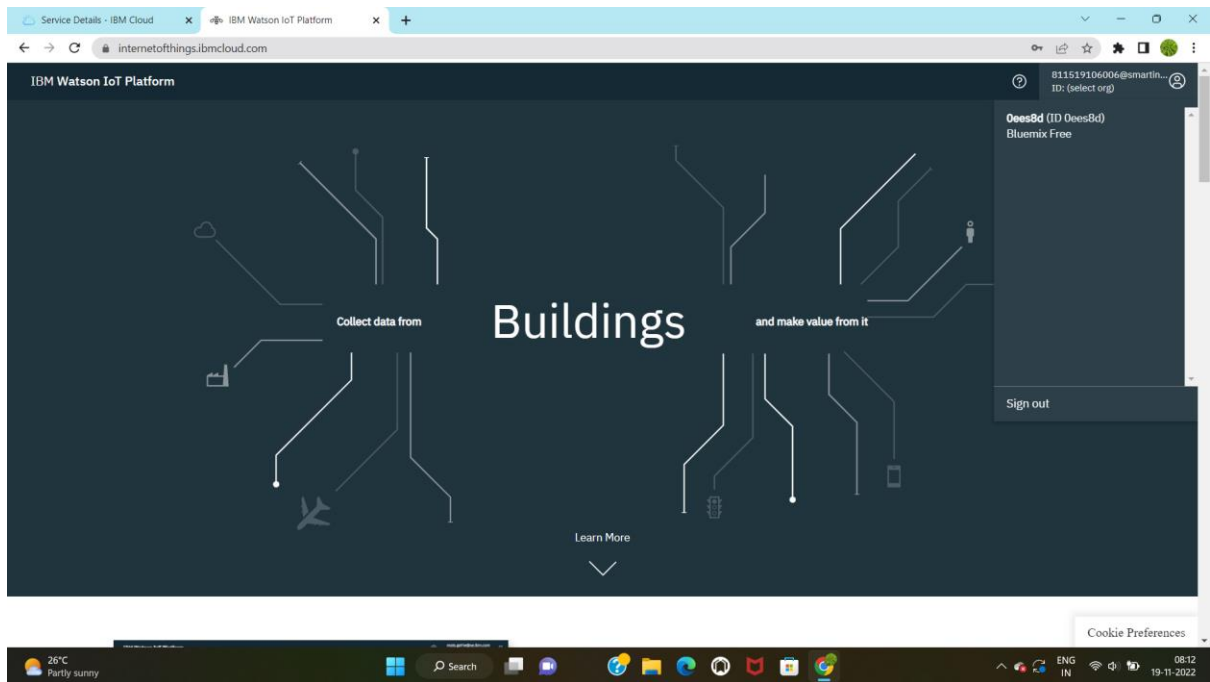 Service Details - IBM Cloud
IBM Watson IoT Platform
internetofthings.ibmcloud.com
IBM Watson IoT Platform
811519106006@smartin...
ID: (select org)
0ees8d (ID 0ees8d)
Bluemix Free
Collect data from
Buildings
and make value from it
Sign out
Learn More
Cookie Preferences
26°C
Partly sunny
Search
ENG
IN
08:12
19-11-2022